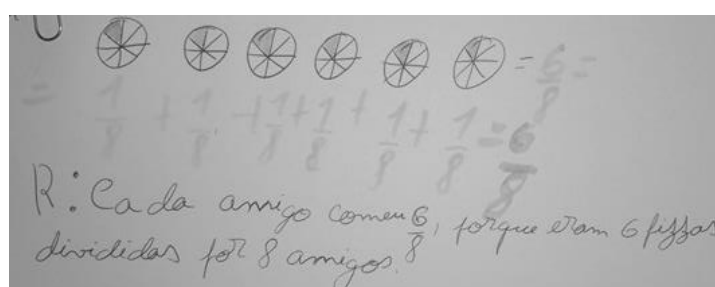 = 6/8 =
= 1/8 + 1/8 + 1/8 + 1/8 + 1/8 + 1/8 = 6/8
R: Cada amigo comeu 6/8, porque eram 6 pizzas
divididas por 8 amigos.